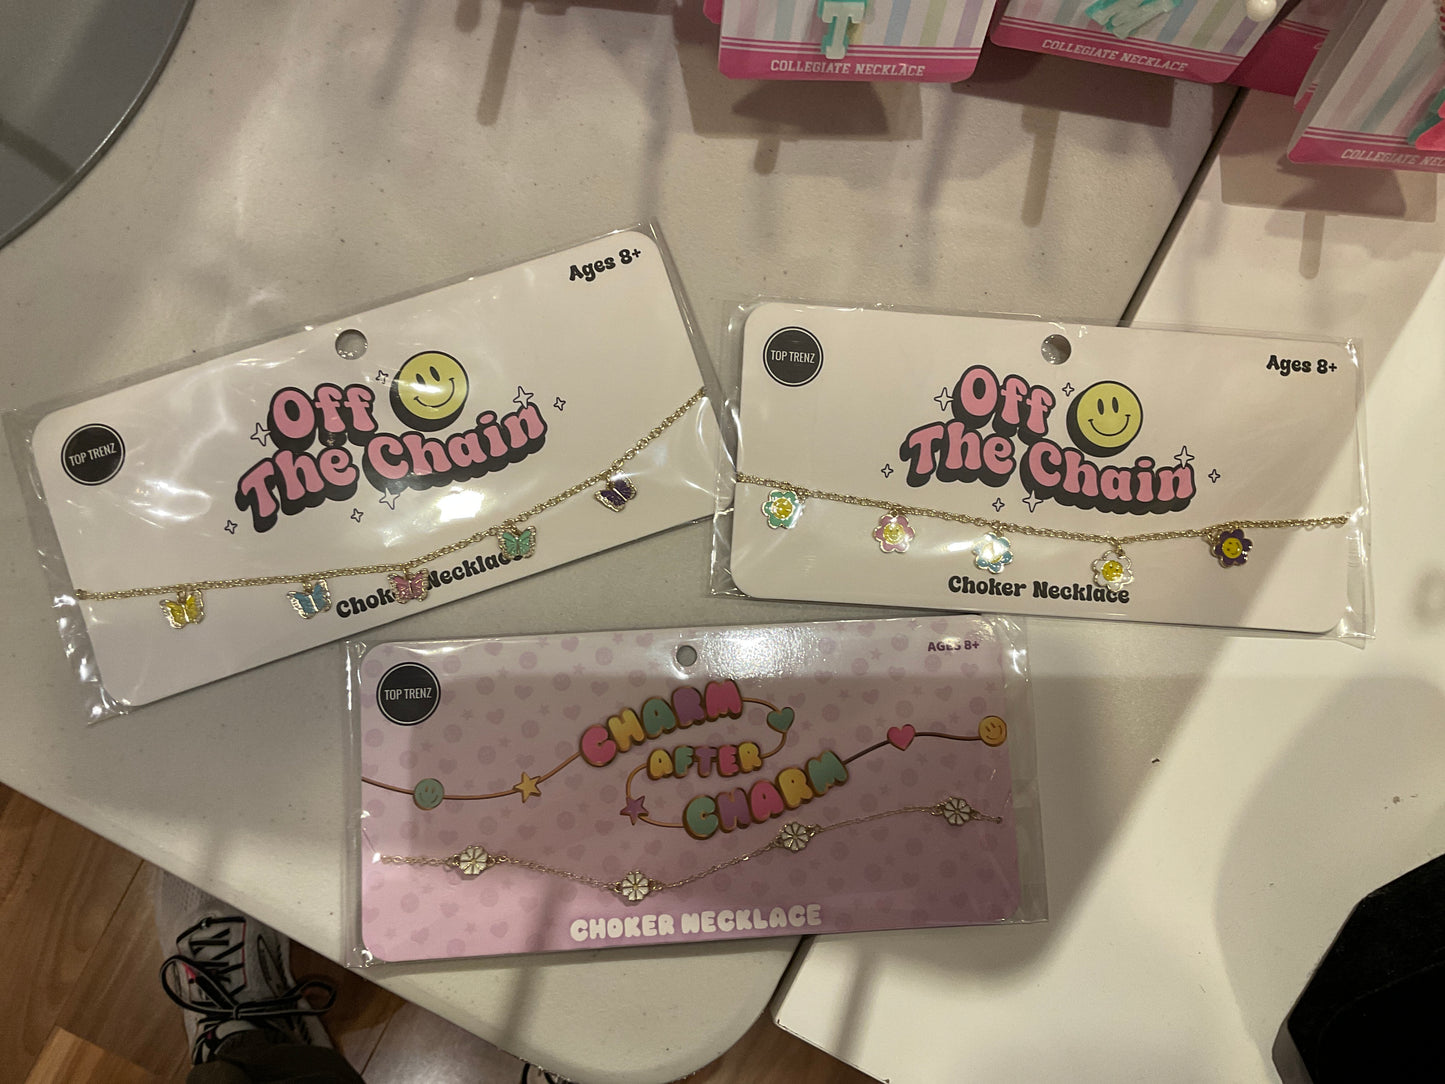 T
COLLEGIATE NECKLACE
COLLEGIATE NECKLACE
COLLEGIATE
Ages 8+
TOP TRENZ
Off
The Chain
Choker Necklace
TOP TRENZ
Ages 8+
Off
The Chain
Choker Necklace
TOP TRENZ
AGES 8+
CHARM
AFTER
CHARM
CHOKER NECKLACE